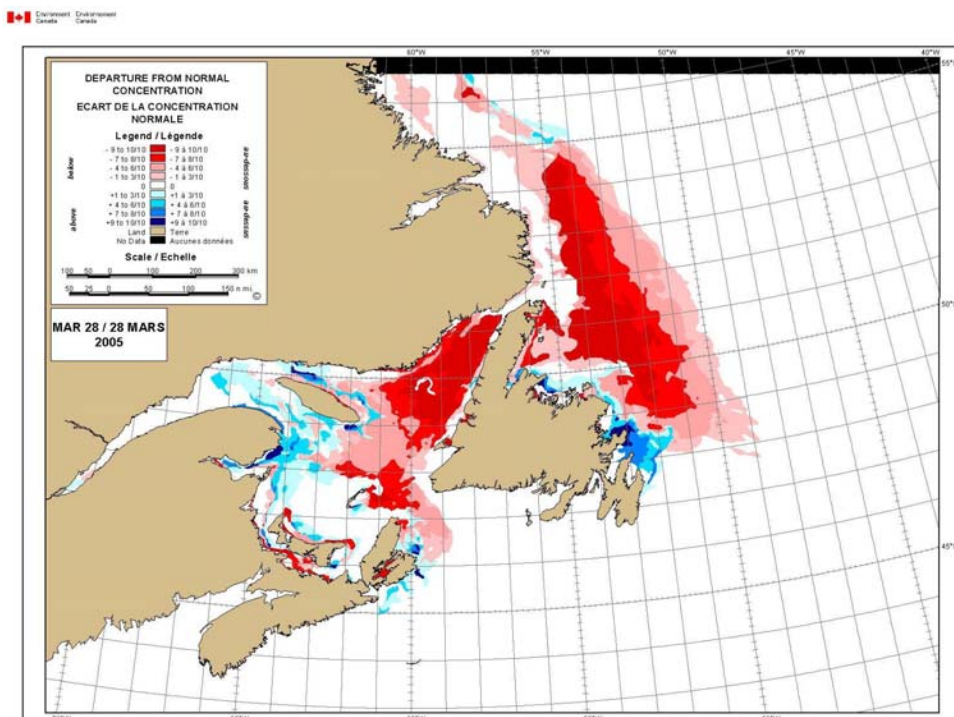 Environment Environnement
Canada Canada
60°W 55°W 50°W 45°W 40°W
55°N
DEPARTURE FROM NORMAL
CONCENTRATION
ECART DE LA CONCENTRATION
NORMALE
Legend / Légende
- 9 to 10/10 - 9 à 10/10
- 7 to 8/10 - 7 à 8/10
- 4 to 6/10 - 4 à 6/10
- 1 to 3/10 - 1 à 3/10
0 0
+1 to 3/10 +1 à 3/10
+ 4 to 6/10 + 4 à 6/10
+ 7 to 8/10 + 7 à 8/10
+9 to 10/10 +9 à 10/10
Land Terre
No Data Aucunes données
below
above
au-dessous
au-dessus
Scale / Echelle
100 50 0 100 200 300 km
50 25 0 50 100 150 n mi.
©
MAR 28 / 28 MARS
2005
50°N
45°N